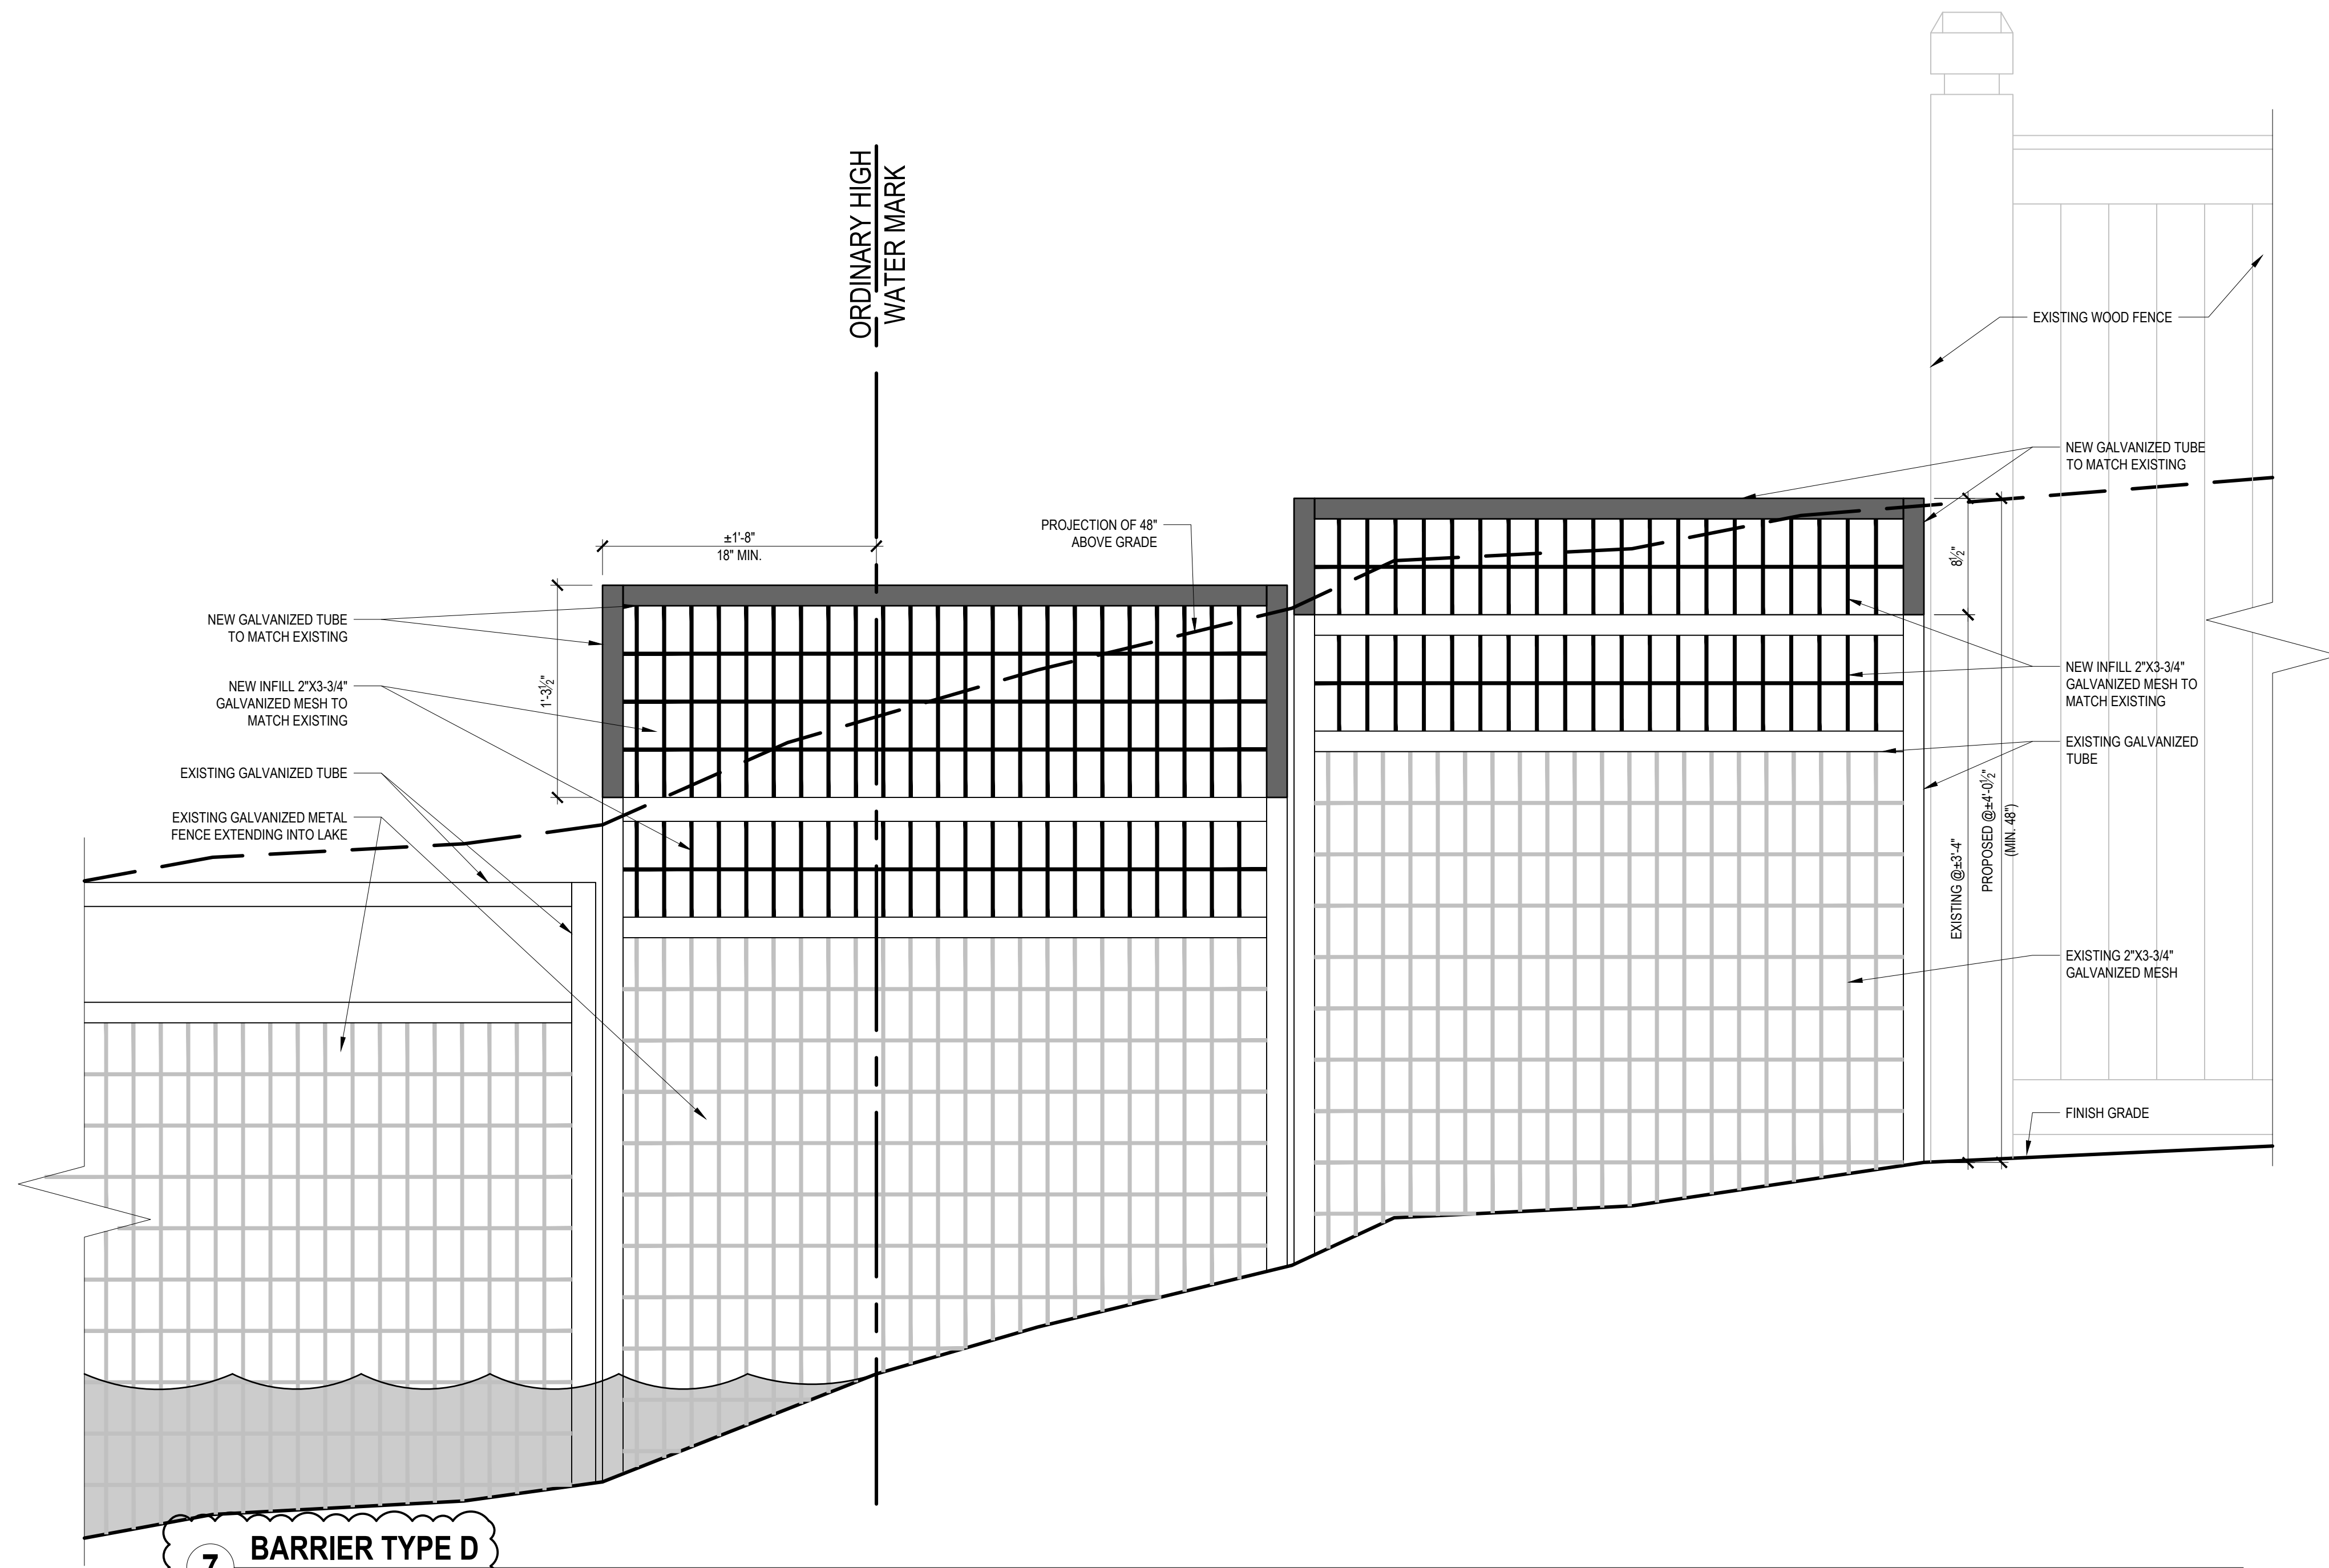 ORDINARY HIGH
WATER MARK
EXISTING WOOD FENCE
NEW GALVANIZED TUBE
TO MATCH EXISTING
PROJECTION OF 48"
ABOVE GRADE
±1'-8"
18" MIN.
8½"
NEW GALVANIZED TUBE
TO MATCH EXISTING
1'-3½"
NEW INFILL 2"X3-3/4"
GALVANIZED MESH TO
MATCH EXISTING
NEW INFILL 2"X3-3/4"
GALVANIZED MESH TO
MATCH EXISTING
EXISTING GALVANIZED
TUBE
EXISTING GALVANIZED TUBE
EXISTING GALVANIZED METAL
FENCE EXTENDING INTO LAKE
EXISTING @±3'-4"
PROPOSED @±4'-0½"
(MIN. 48")
EXISTING 2"X3-3/4"
GALVANIZED MESH
FINISH GRADE
7
BARRIER TYPE D